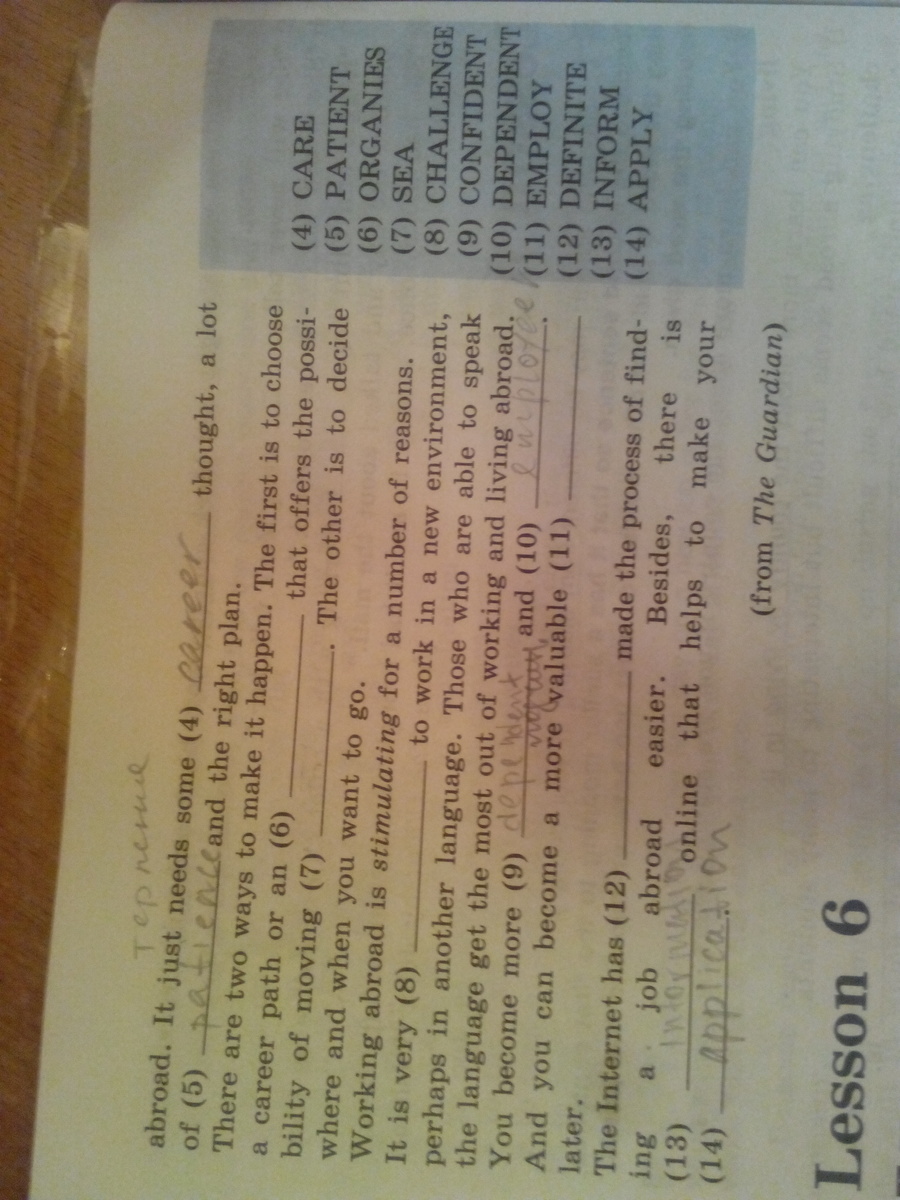 терпение
abroad. It just needs some (4) career thought, a lot
of (5) patience and the right plan.
There are two ways to make it happen. The first is to choose
a career path or an (6) ________ that offers the possi-
bility of moving (7) ________. The other is to decide
where and when you want to go.
Working abroad is stimulating for a number of reasons.
It is very (8) ________ to work in a new environment,
perhaps in another language. Those who are able to speak
the language get the most out of working and living abroad.
You become more (9) dependent and (10) employeer.
And you can become a more valuable (11) ________
later.
The Internet has (12) ________ made the process of find-
ing a job abroad easier. Besides, there is
(13) information online that helps to make your
(14) application.
(from The Guardian)
(4) CARE
(5) PATIENT
(6) ORGANIES
(7) SEA
(8) CHALLENGE
(9) CONFIDENT
(10) DEPENDENT
(11) EMPLOY
(12) DEFINITE
(13) INFORM
(14) APPLY
Lesson 6